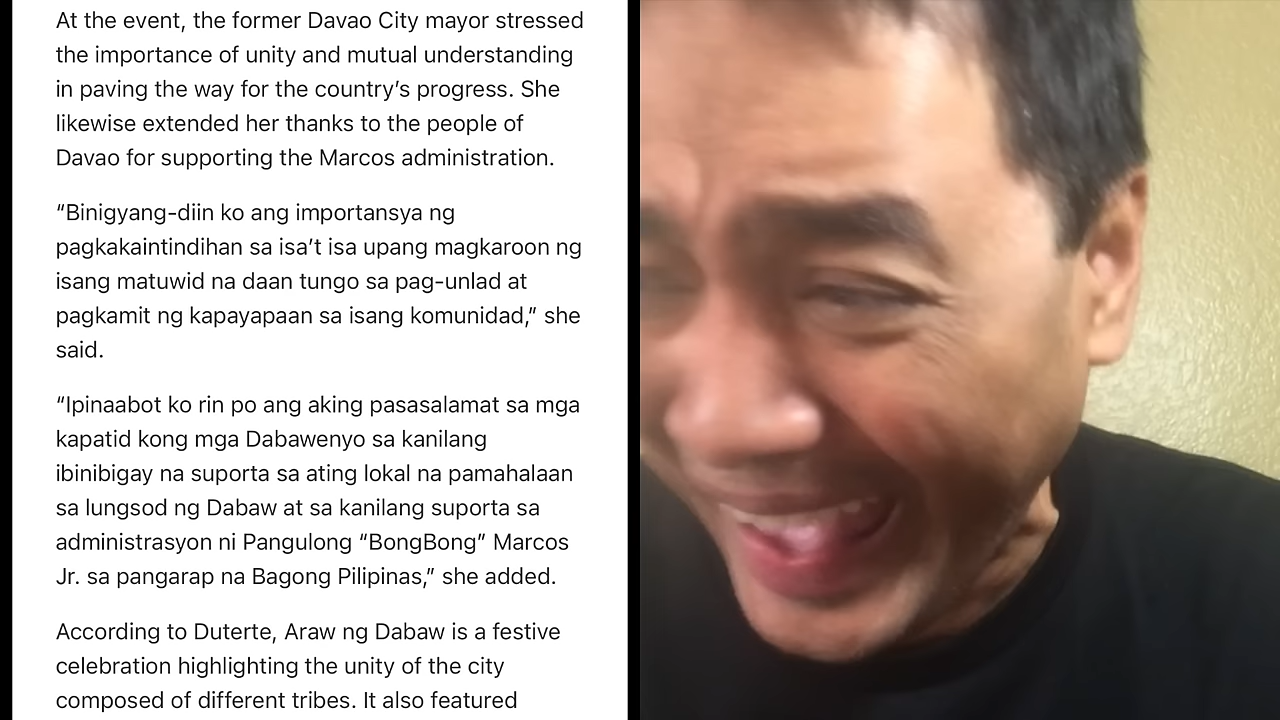 At the event, the former Davao City mayor stressed
the importance of unity and mutual understanding
in paving the way for the country’s progress. She
likewise extended her thanks to the people of
Davao for supporting the Marcos administration.
“Binigyang-diin ko ang importansya ng
pagkakaintindihan sa isa’t isa upang magkaroon ng
isang matuwid na daan tungo sa pag-unlad at
pagkamit ng kapayapaan sa isang komunidad,” she
said.
“Ipinaabot ko rin po ang aking pasasalamat sa mga
kapatid kong mga Dabawenyo sa kanilang
ibinibigay na suporta sa ating lokal na pamahalaan
sa lungsod ng Dabaw at sa kanilang suporta sa
administrasyon ni Pangulong “BongBong” Marcos
Jr. sa pangarap na Bagong Pilipinas,” she added.
According to Duterte, Araw ng Dabaw is a festive
celebration highlighting the unity of the city
composed of different tribes. It also featured